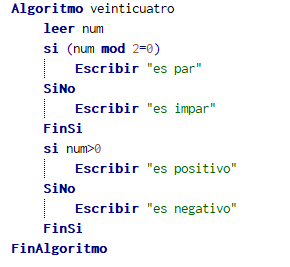 Algoritmo veinticuatro
leer num
si (num mod 2=0)
Escribir "es par"
SiNo
Escribir "es impar"
FinSi
si num>0
Escribir "es positivo"
SiNo
Escribir "es negativo"
FinSi
FinAlgoritmo